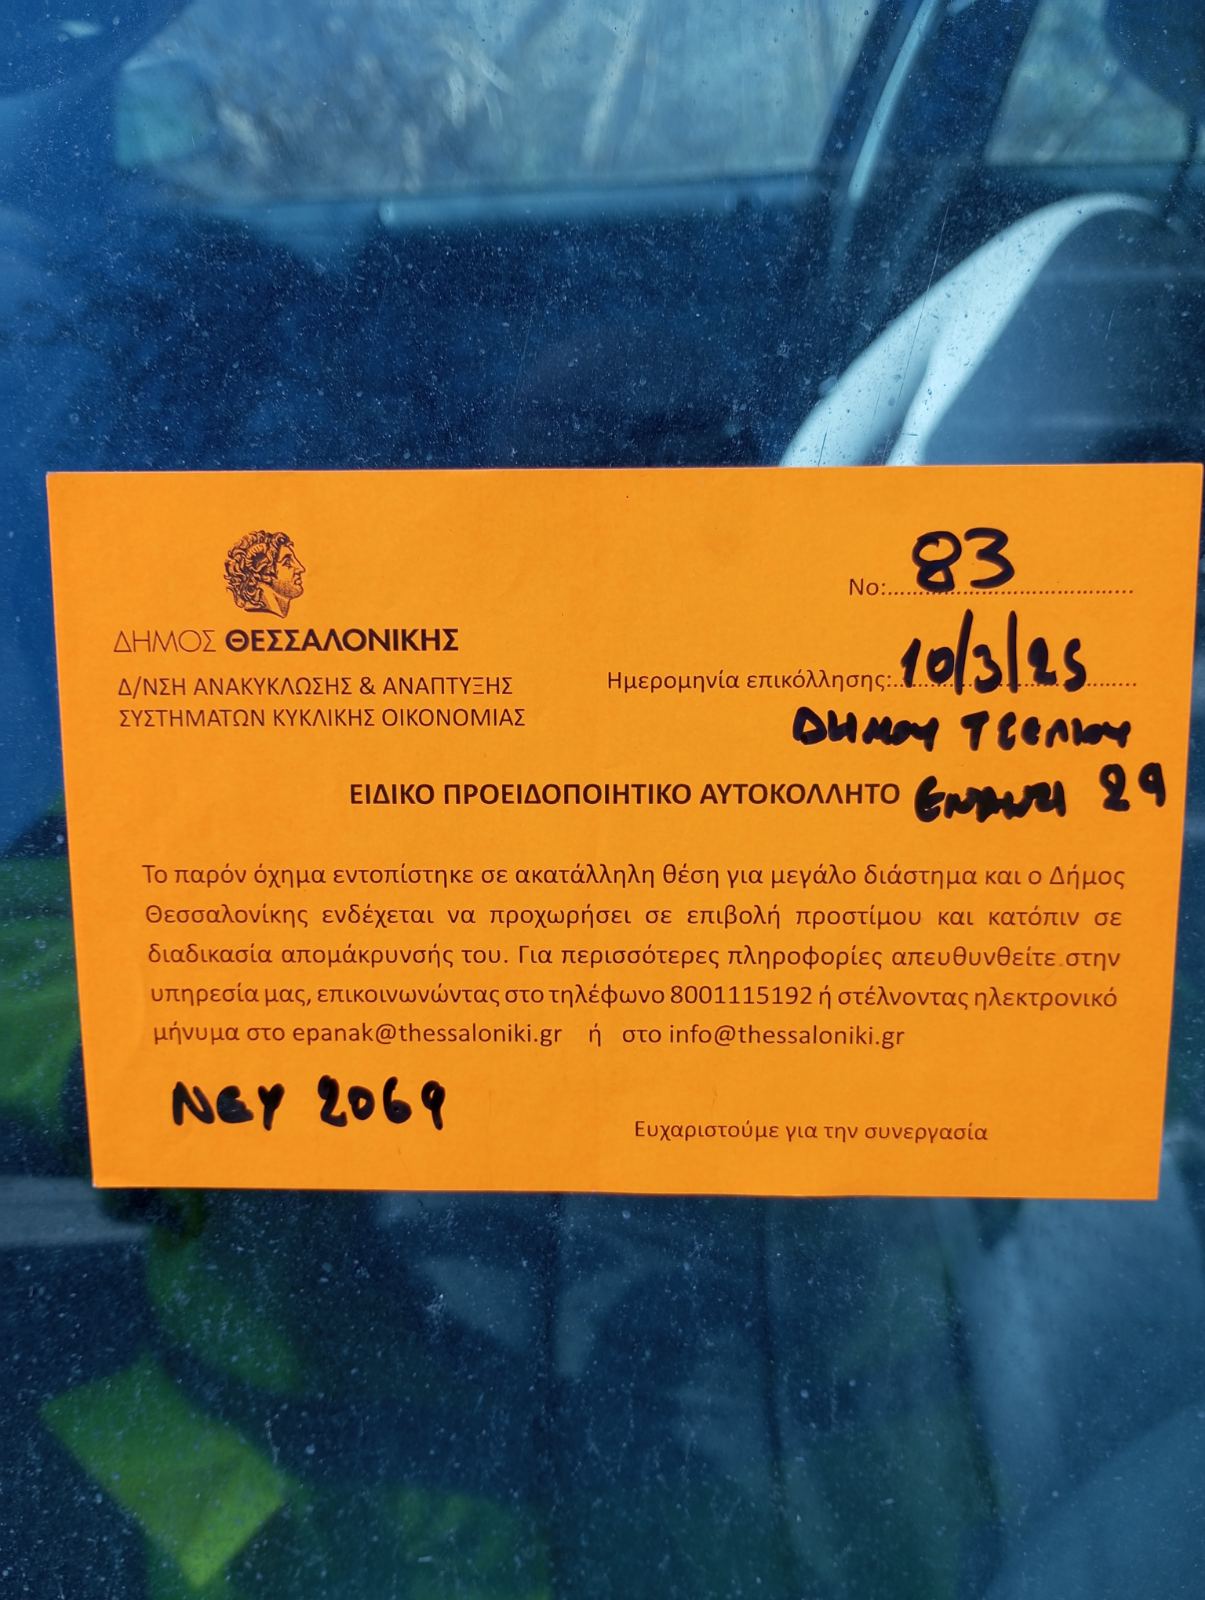 No: 83
ΔΗΜΟΣ ΘΕΣΣΑΛΟΝΙΚΗΣ
Δ/ΝΣΗ ΑΝΑΚΥΚΛΩΣΗΣ & ΑΝΑΠΤΥΞΗΣ
ΣΥΣΤΗΜΑΤΩΝ ΚΥΚΛΙΚΗΣ ΟΙΚΟΝΟΜΙΑΣ
Ημερομηνία επικόλλησης: 10/3/25
ΔΗΜΟΥ ΤΣΕΛΙΟΥ
ΕΙΔΙΚΟ ΠΡΟΕΙΔΟΠΟΙΗΤΙΚΟ ΑΥΤΟΚΟΛΛΗΤΟ
29
Το παρόν όχημα εντοπίστηκε σε ακατάλληλη θέση για μεγάλο διάστημα και ο Δήμος
Θεσσαλονίκης ενδέχεται να προχωρήσει σε επιβολή προστίμου και κατόπιν σε
διαδικασία απομάκρυνσής του. Για περισσότερες πληροφορίες απευθυνθείτε στην
υπηρεσία μας, επικοινωνώντας στο τηλέφωνο 8001115192 ή στέλνοντας ηλεκτρονικό
μήνυμα στο epanak@thessaloniki.gr ή στο info@thessaloniki.gr
ΝΕΥ 2069
Ευχαριστούμε για την συνεργασία